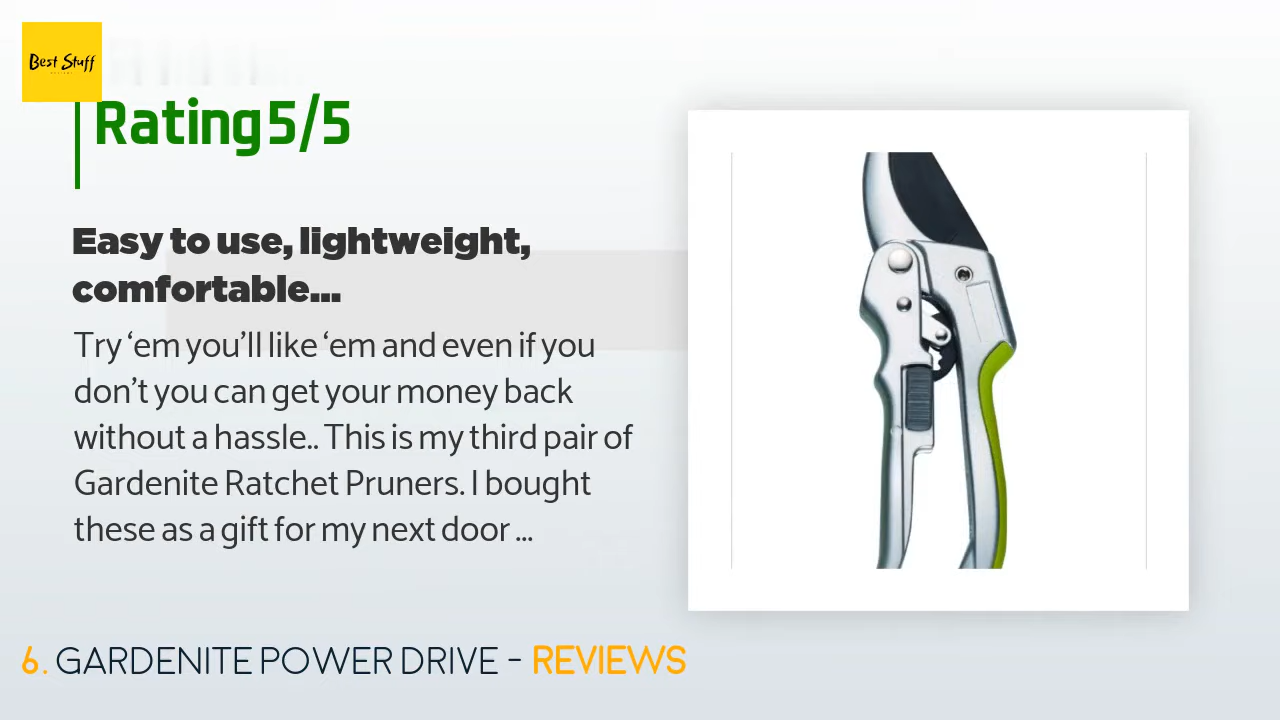 Best Stuff
Rating 5/5
Easy to use, lightweight,
comfortable...
Try ‘em you’ll like ‘em and even if you
don’t you can get your money back
without a hassle.. This is my third pair of
Gardenite Ratchet Pruners. I bought
these as a gift for my next door ...
6. GARDENITE POWER DRIVE - REVIEWS